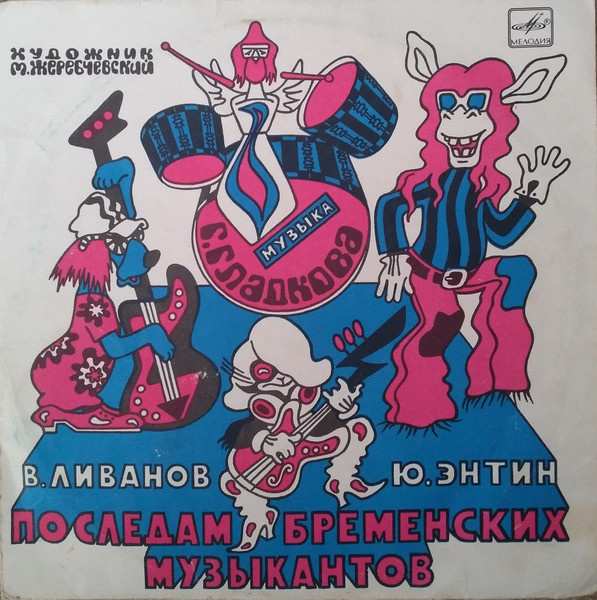 ХУДОЖНИК
М.ЖЕРЕБЧЕВСКИЙ
МЕЛОДИЯ
МУЗЫКА
Г.ГЛАДКОВА
В.ЛИВАНОВ
Ю.ЭНТИН
ПО СЛЕДАМ БРЕМЕНСКИХ
МУЗЫКАНТОВ